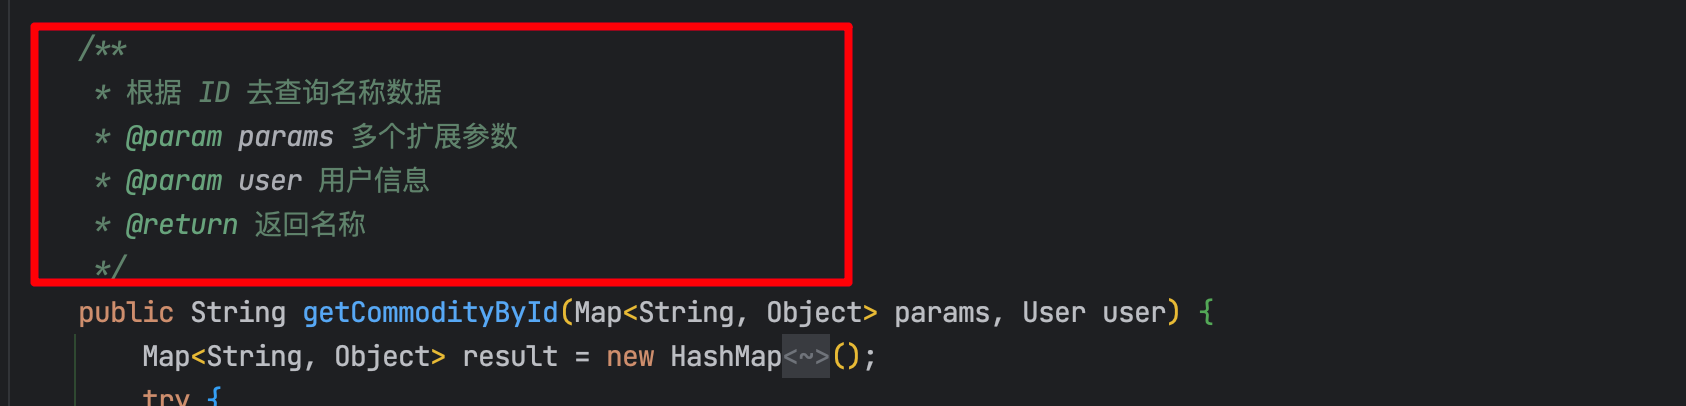 /**
* 根据 ID 去查询名称数据
* @param params 多个扩展参数
* @param user 用户信息
* @return 返回名称
*/
public String getCommodityById(Map<String, Object> params, User user) {
Map<String, Object> result = new HashMap<~>();
try {